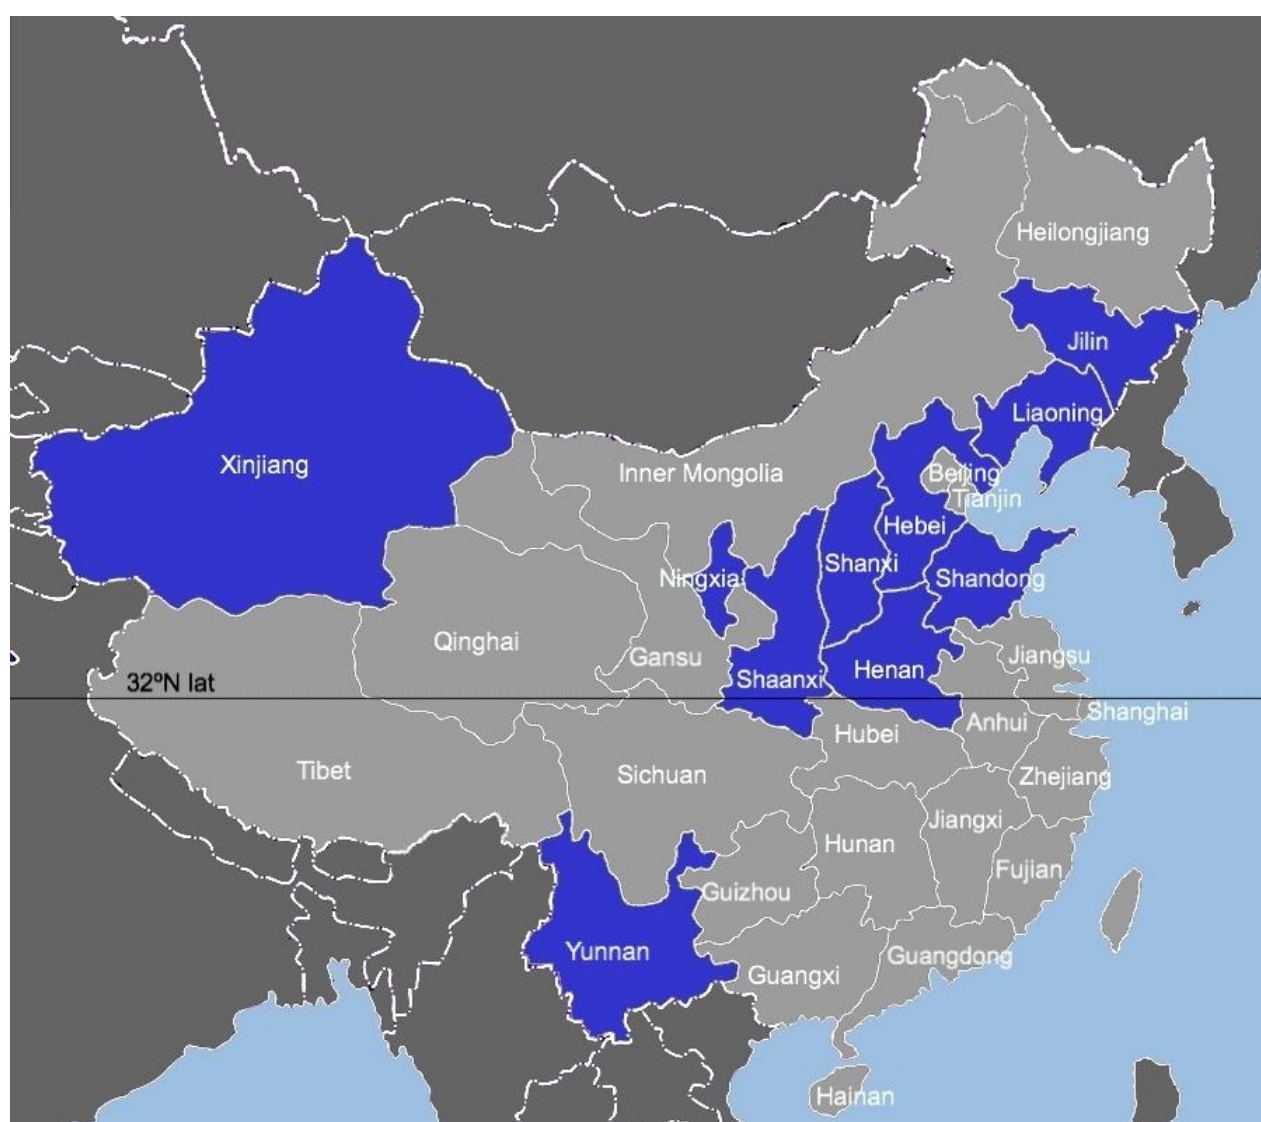 Heilongjiang
Jilin
Liaoning
Xinjiang
Inner Mongolia
Beijing
Tianjin
Hebei
Shanxi
Ningxia
Shandong
Qinghai
Gansu
Jiangsu
Shaanxi
Henan
32ºN lat
Shanghai
Anhui
Hubei
Tibet
Sichuan
Zhejiang
Jiangxi
Hunan
Fujian
Guizhou
Yunnan
Guangdong
Guangxi
Hainan